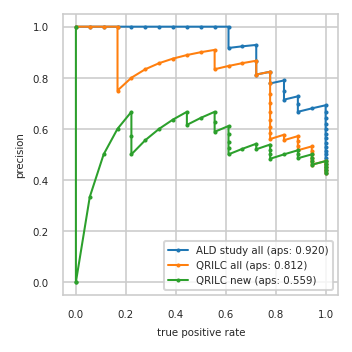 1.0
0.8
0.6
0.4
0.2
0.0
precision
ALD study all (aps: 0.920)
QRILC all (aps: 0.812)
QRILC new (aps: 0.559)
0.0 0.2 0.4 0.6 0.8 1.0
true positive rate